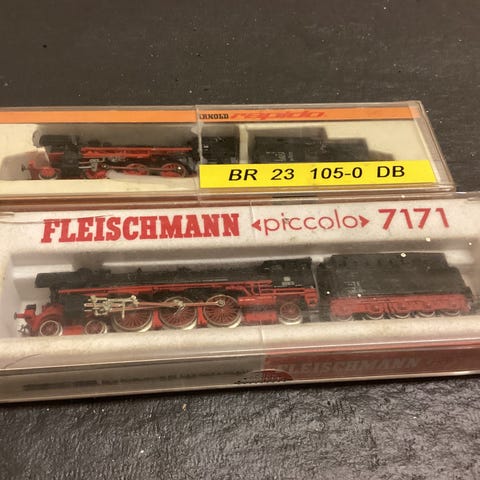 ARNOLD rapido
BR 23 105-0 DB
FLEISCHMANN <piccolo> 7171
FLEISCHMANN